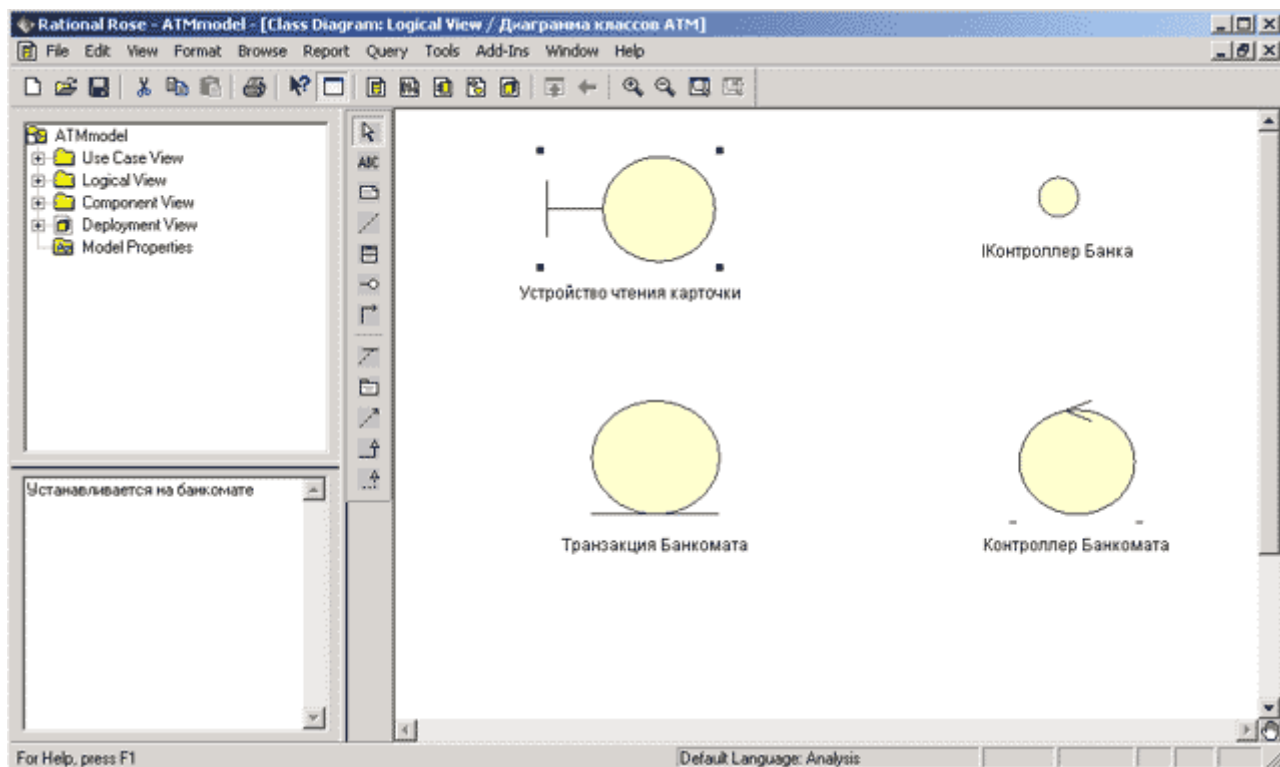 Rational Rose - ATMmodel - [Class Diagram: Logical View / Диаграмма классов ATM]
File Edit View Format Browse Report Query Tools Add-Ins Window Help
ATMmodel
Use Case View
Logical View
Component View
Deployment View
Model Properties
ABC
Устройство чтения карточки
IКонтроллер Банка
Транзакция Банкомата
Контроллер Банкомата
Устанавливается на банкомате
For Help, press F1
Default Language: Analysis